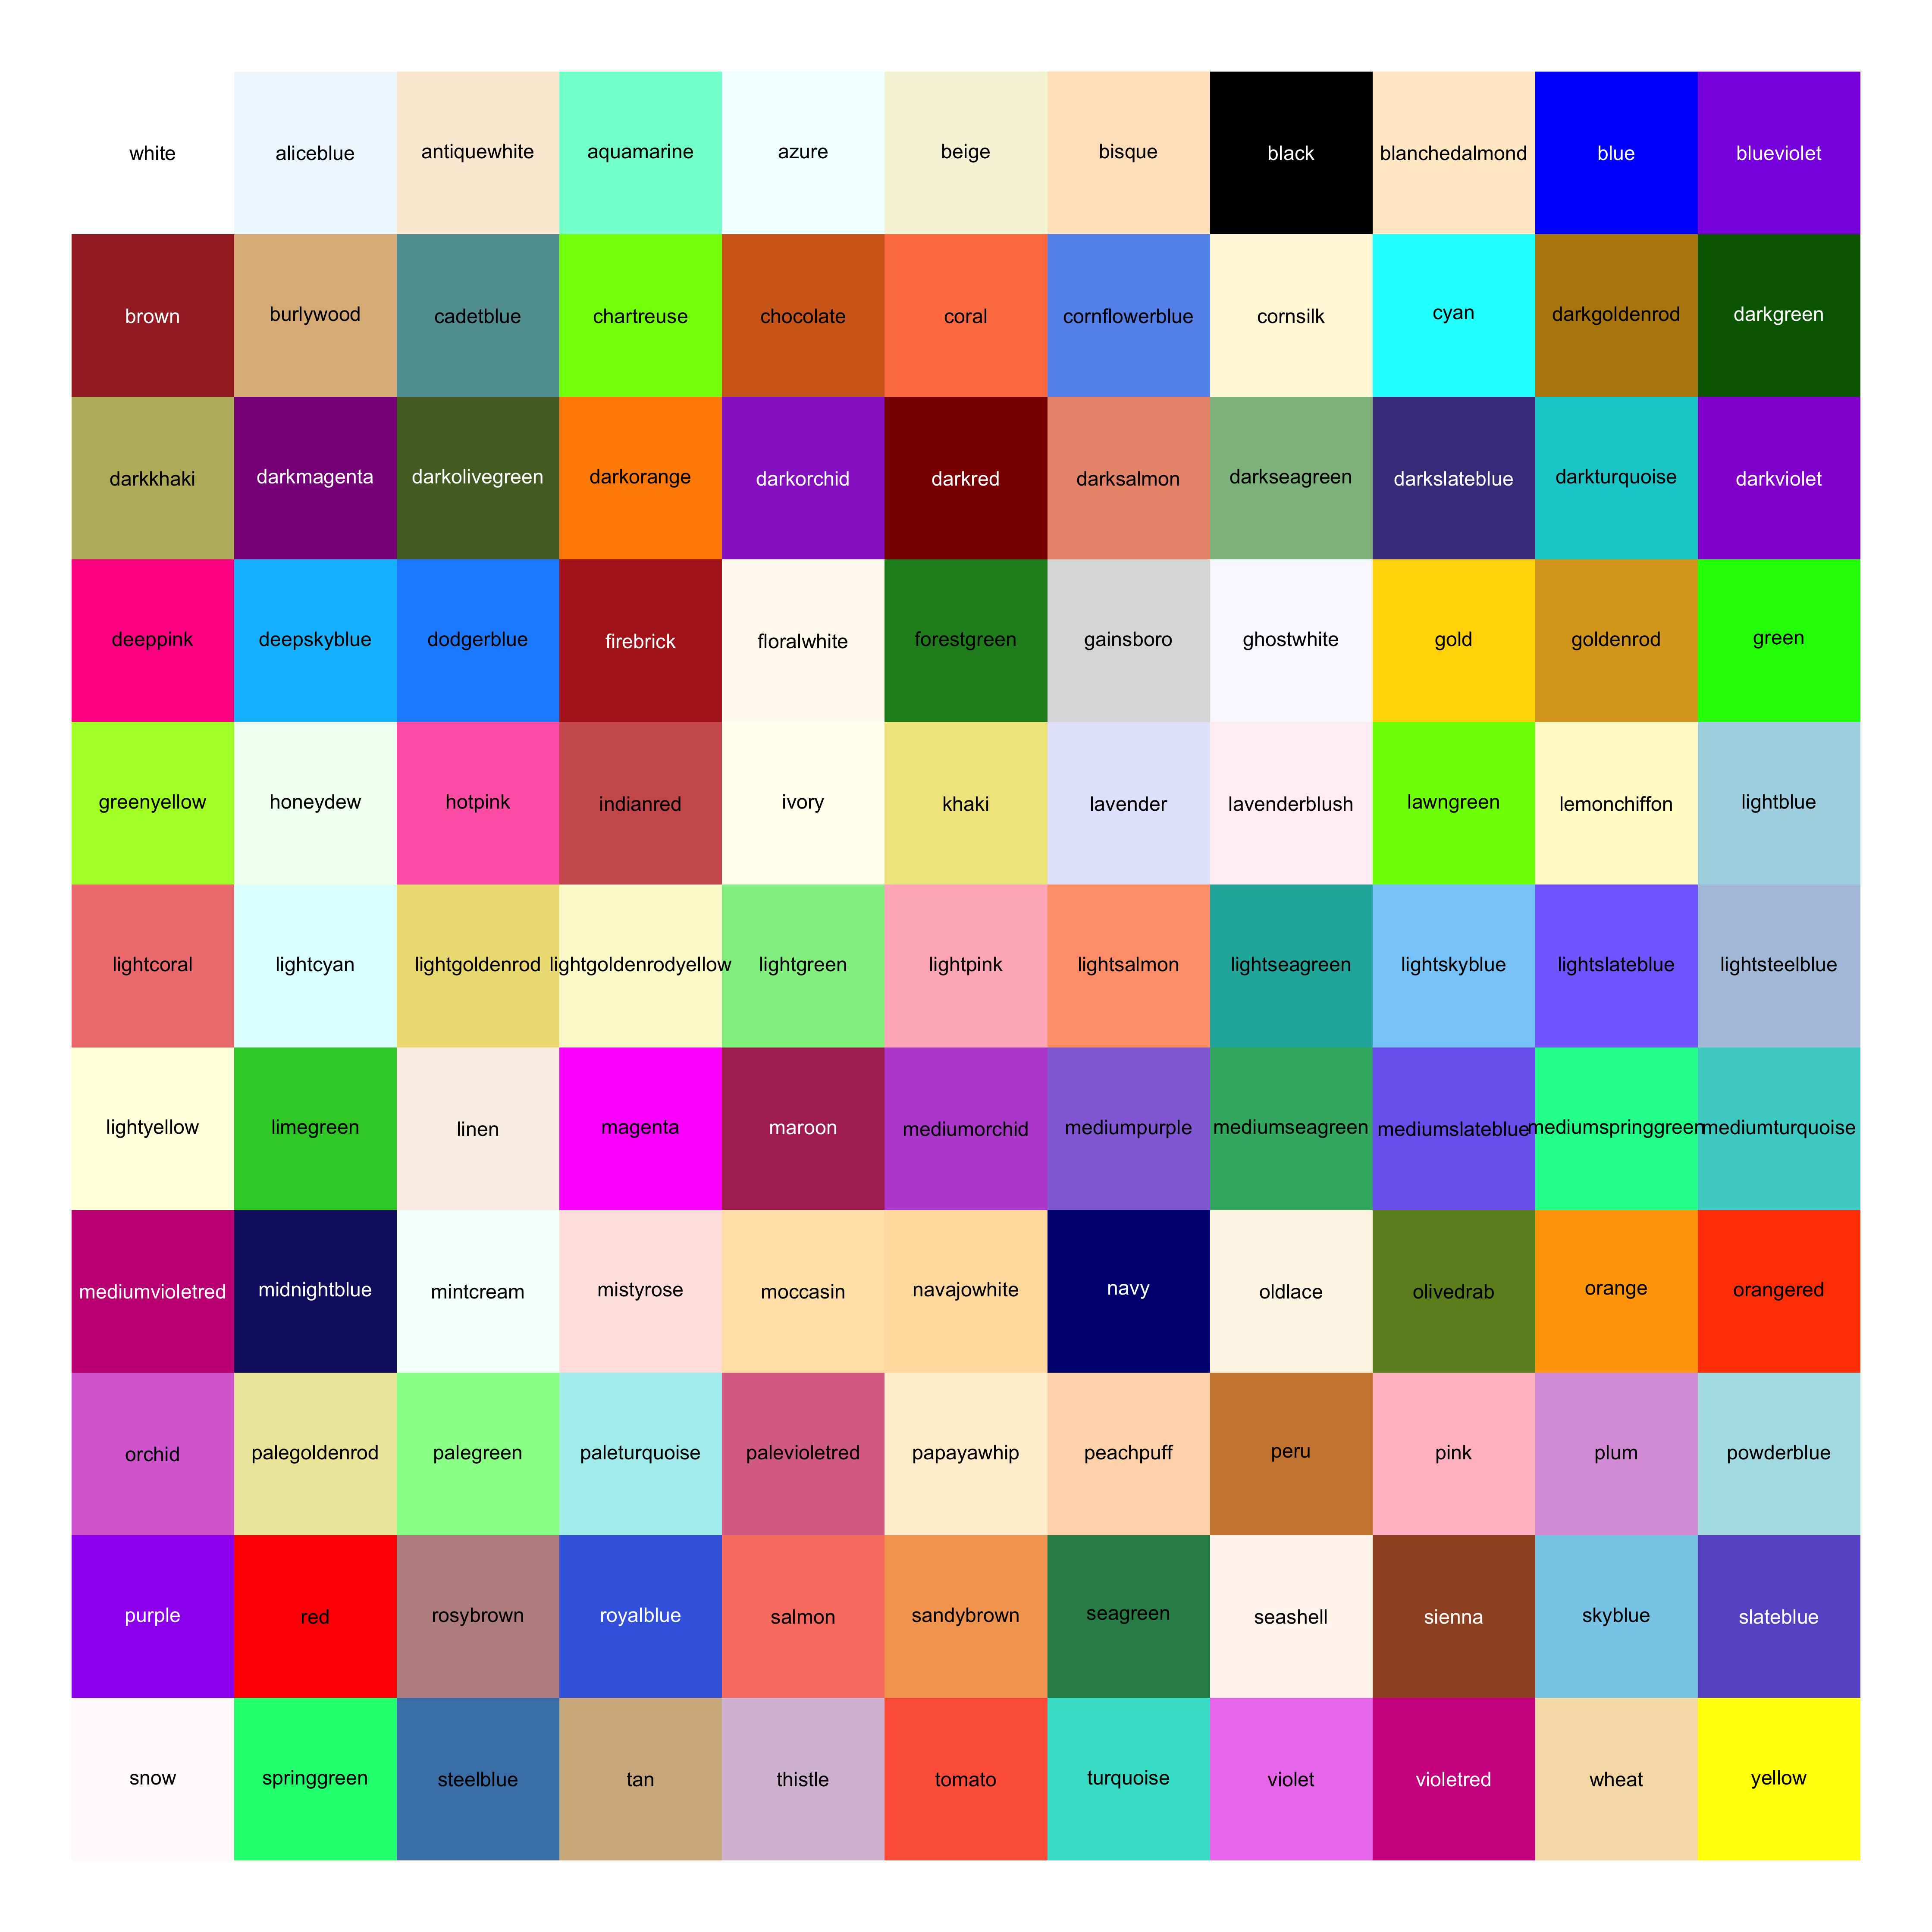 white aliceblue antiquewhite aquamarine azure beige bisque black blanchedalmond blue blueviolet
brown burlywood cadetblue chartreuse chocolate coral cornflowerblue cornsilk cyan darkgoldenrod darkgreen
darkkhaki darkmagenta darkolivegreen darkorange darkorchid darkred darksalmon darkseagreen darkslateblue darkturquoise darkviolet
deeppink deepskyblue dodgerblue firebrick floralwhite forestgreen gainsboro ghostwhite gold goldenrod green
greenyellow honeydew hotpink indianred ivory khaki lavender lavenderblush lawngreen lemonchiffon lightblue
lightcoral lightcyan lightgoldenrod lightgoldenrodyellow lightgreen lightpink lightsalmon lightseagreen lightskyblue lightslateblue lightsteelblue
lightyellow limegreen linen magenta maroon mediumorchid mediumpurple mediumseagreen mediumslateblue mediumspringgreen mediumturquoise
mediumvioletred midnightblue mintcream mistyrose moccasin navajowhite navy oldlace olivedrab orange orangered
orchid palegoldenrod palegreen paleturquoise palevioletred papayawhip peachpuff peru pink plum powderblue
purple red rosybrown royalblue salmon sandybrown seagreen seashell sienna skyblue slateblue
snow springgreen steelblue tan thistle tomato turquoise violet violetred wheat yellow